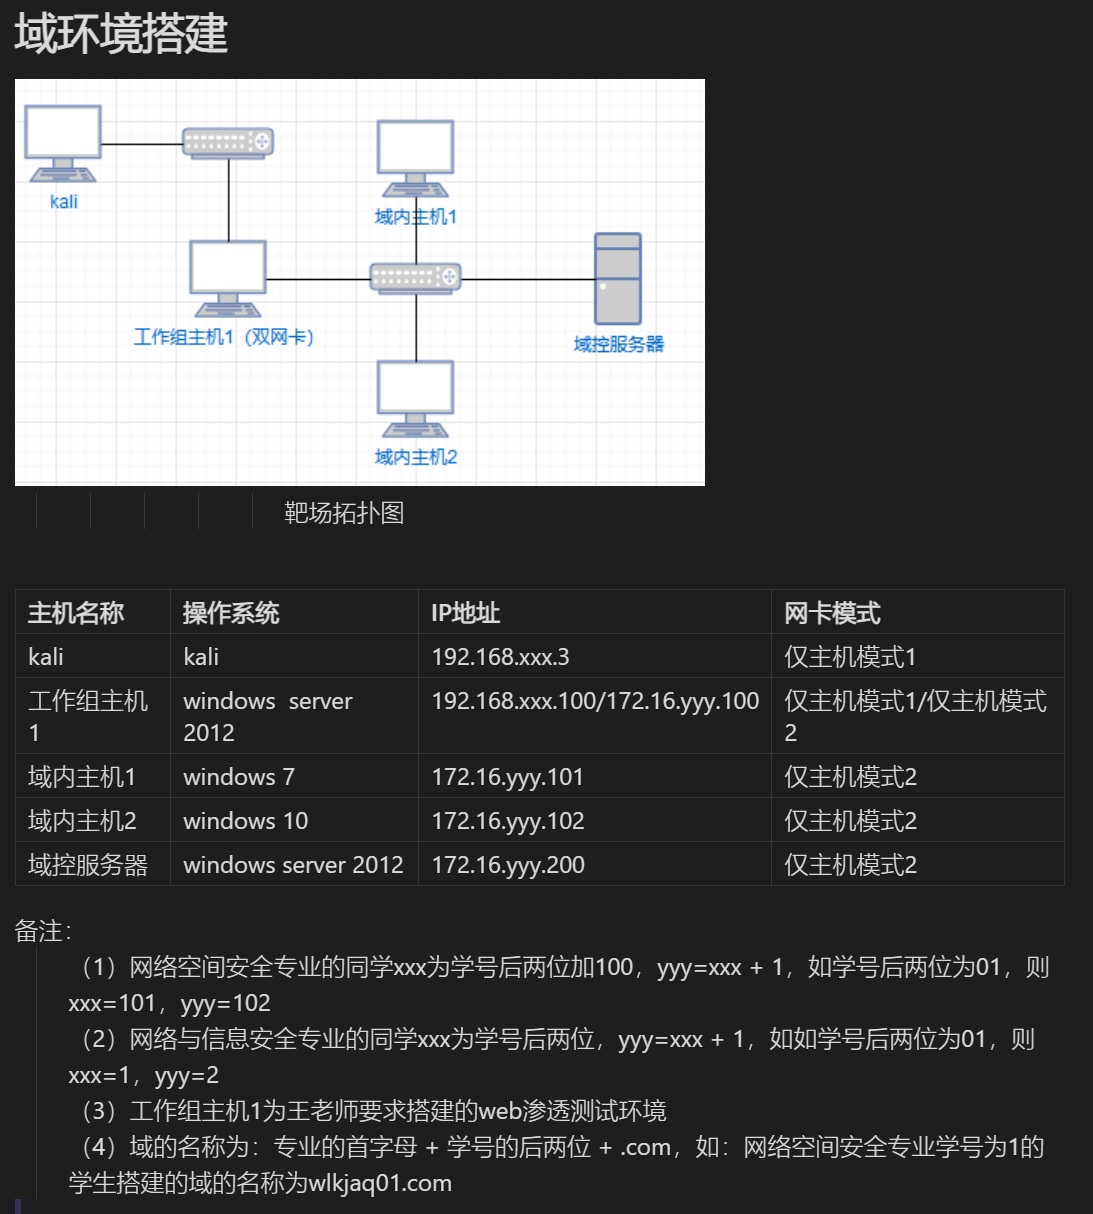 域环境搭建
kali
域内主机1
工作组主机1（双网卡）
域控服务器
域内主机2
靶场拓扑图
主机名称 操作系统 IP地址 网卡模式
kali kali 192.168.xxx.3 仅主机模式1
工作组主机 windows server 192.168.xxx.100/172.16.yyy.100 仅主机模式1/仅主机模式
1 2012 2
域内主机1 windows 7 172.16.yyy.101 仅主机模式2
域内主机2 windows 10 172.16.yyy.102 仅主机模式2
域控服务器 windows server 2012 172.16.yyy.200 仅主机模式2
备注：
（1）网络空间安全专业的同学xxx为学号后两位加100，yyy=xxx + 1，如学号后两位为01，则
xxx=101，yyy=102
（2）网络与信息安全专业的同学xxx为学号后两位，yyy=xxx + 1，如如学号后两位为01，则
xxx=1，yyy=2
（3）工作组主机1为王老师要求搭建的web渗透测试环境
（4）域的名称为：专业的首字母 + 学号的后两位 + .com，如：网络空间安全专业学号为1的
学生搭建的域的名称为wlkjaq01.com